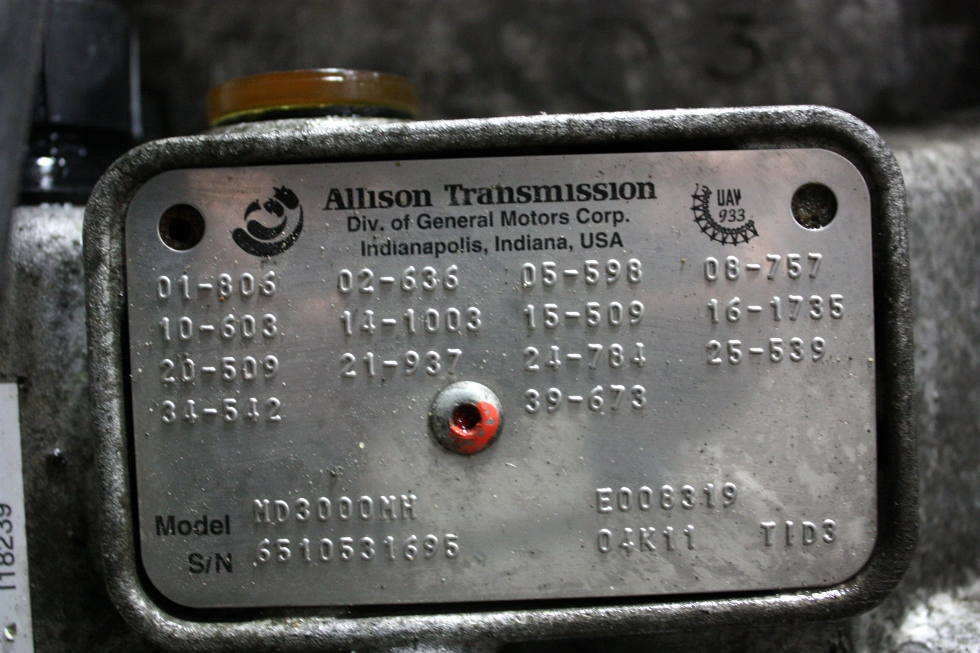 Allison Transmission
Div. of General Motors Corp.
Indianapolis, Indiana, USA
UAW
933
01-806 02-636 05-598 08-757
10-603 14-1003 15-509 16-1735
20-509 21-937 24-784 25-539
34-542 39-673
Model MD3000MH E008319
S/N 6510531695 04K11 TID3
118239